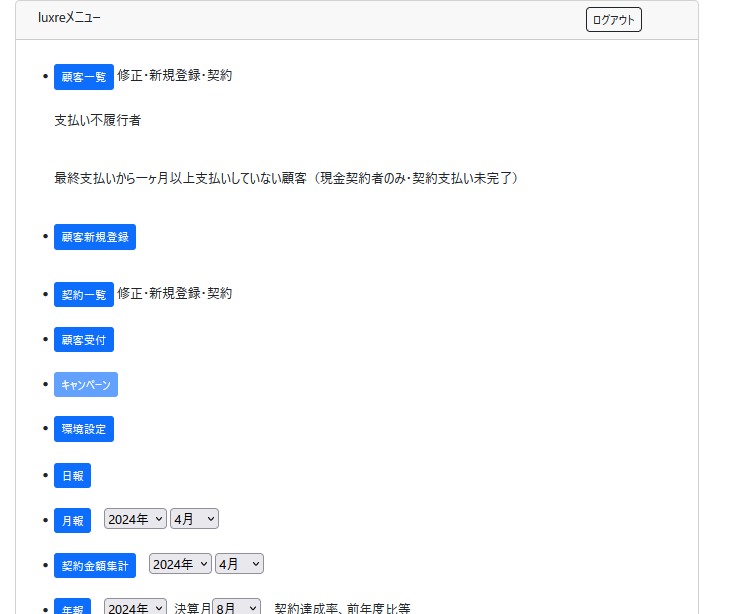 luxreメニュー ログアウト
顧客一覧 修正・新規登録・契約
支払い不履行者
最終支払いから一ヶ月以上支払いしていない顧客（現金契約者のみ・契約支払い未完了）
顧客新規登録
契約一覧 修正・新規登録・契約
顧客受付
キャンペーン
環境設定
日報
月報 2024年 4月
契約金額集計 2024年 4月
年報 2024年 決算月 8月 契約達成率、前年度比等